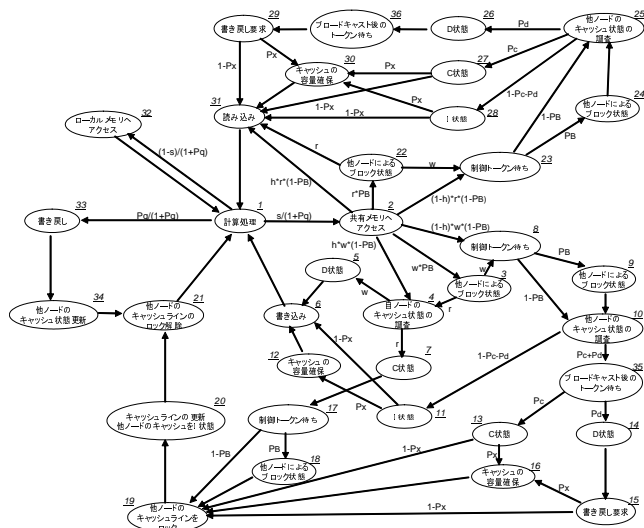 29
書き戻し要求
36
ブロードキャスト後の
トークン待ち
26
D状態
Pd
25
他ノードの
キャッシュ状態の
調査
1-Px
Px
30
キャッシュの
容量確保
Px
27
C状態
Pc
31
読み込み
1-Px
Px
1-Px
I状態
28
1-Pc-Pd
24
他ノードによる
ブロック状態
1-PB
PB
32
ローカルメモリへ
アクセス
(1-s)/(1+Pq)
r
22
他ノードによる
ブロック状態
w
制御トークン待ち
23
h*r*(1-PB)
r*PB
(1-h)*r*(1-PB)
33
書き戻し
Pq/(1+Pq)
1
計算処理
s/(1+Pq)
2
共有メモリへ
アクセス
(1-h)*w*(1-PB)
8
制御トークン待ち
PB
h*w*(1-PB)
w*PB
w
3
他ノードによる
ブロック状態
r
1-PB
9
他ノードによる
ブロック状態
5
D状態
w
4
自ノードの
キャッシュ状態の
調査
r
34
他ノードの
キャッシュ状態更新
21
他ノードの
キャッシュラインの
ロック解除
6
書き込み
10
他ノードの
キャッシュ状態の
調査
12
キャッシュの
容量確保
1-Px
7
C状態
1-Pc-Pd
Pc+Pd
35
ブロードキャスト後の
トークン待ち
Px
I状態
11
20
キャッシュラインの更新
他ノードのキャッシュをI状態
17
制御トークン待ち
1-PB
PB
18
他ノードによる
ブロック状態
13
C状態
Pc
Pd
14
D状態
Px
1-Px
16
キャッシュの
容量確保
Px
19
他ノードの
キャッシュラインを
ロック
1-Px
15
書き戻し要求